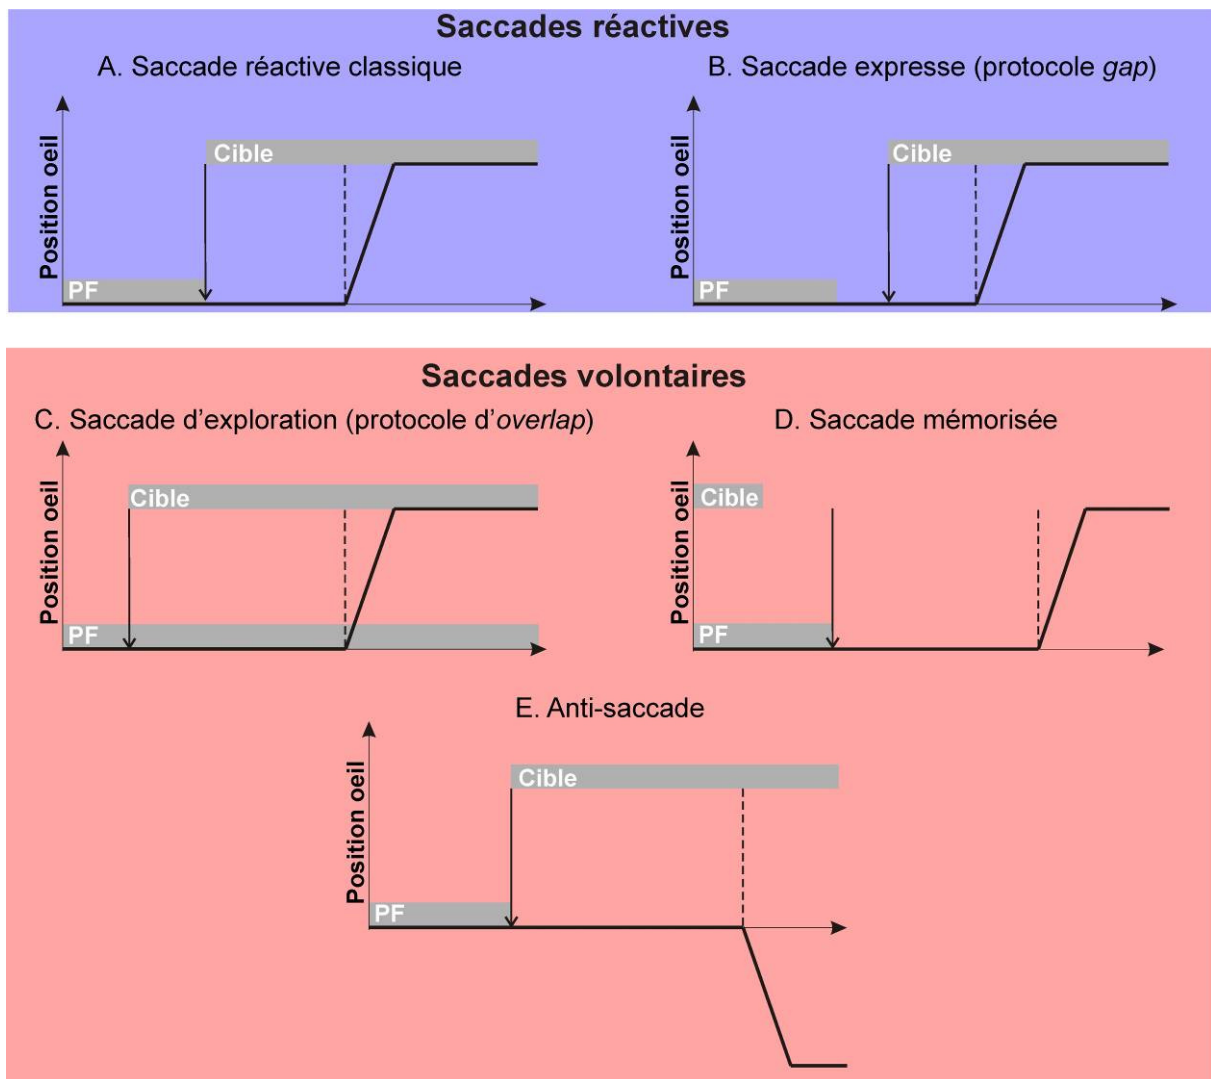 Saccades réactives
A. Saccade réactive classique
B. Saccade expresse (protocole gap)
Position oeil
Cible
PF
Position oeil
Cible
PF
Saccades volontaires
C. Saccade d'exploration (protocole d'overlap)
D. Saccade mémorisée
Position oeil
Cible
PF
Position oeil
Cible
PF
E. Anti-saccade
Position oeil
Cible
PF